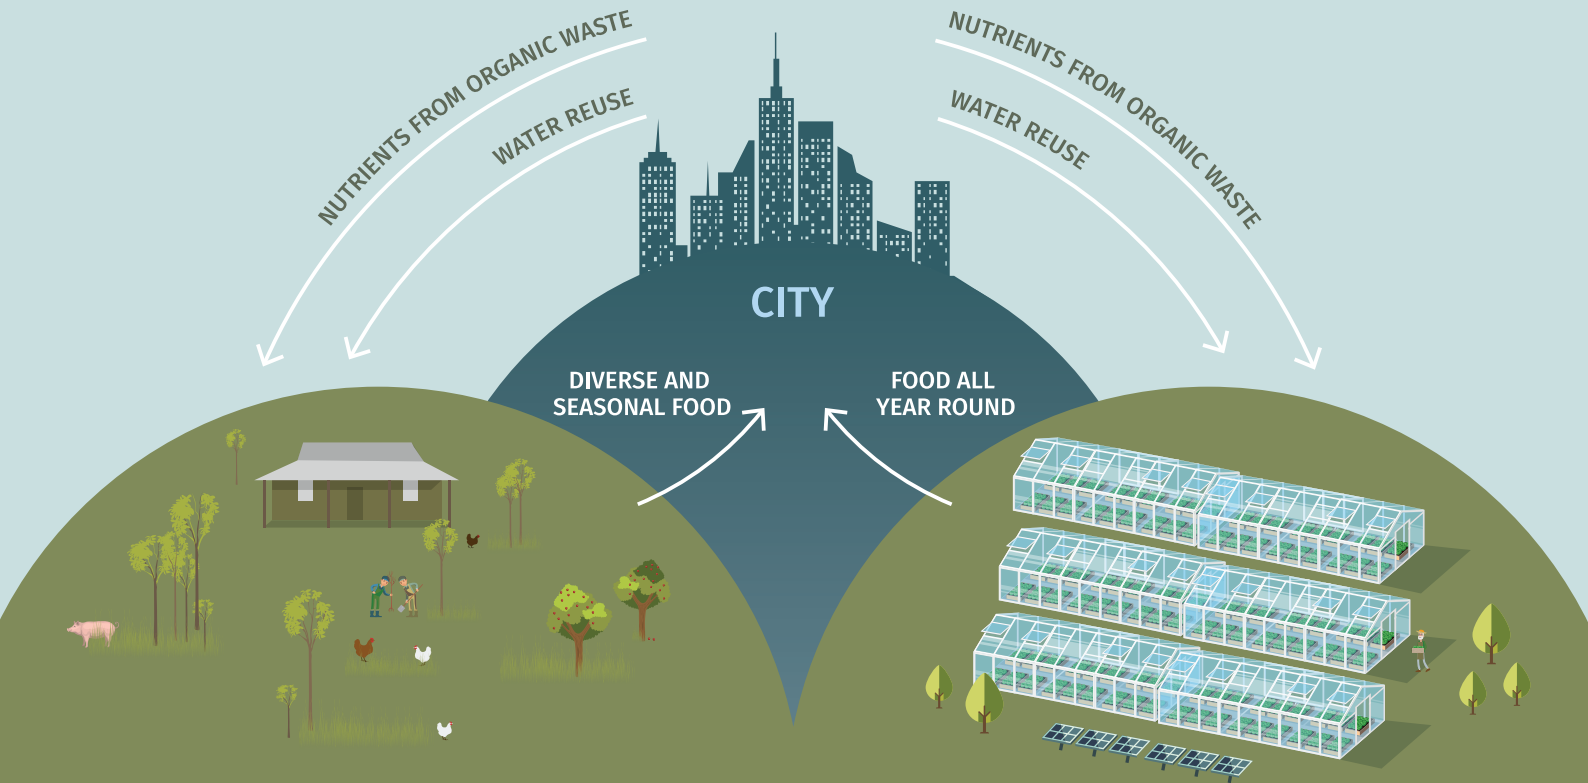 NUTRIENTS FROM ORGANIC WASTE
WATER REUSE
NUTRIENTS FROM ORGANIC WASTE
WATER REUSE
CITY
DIVERSE AND
SEASONAL FOOD
FOOD ALL
YEAR ROUND